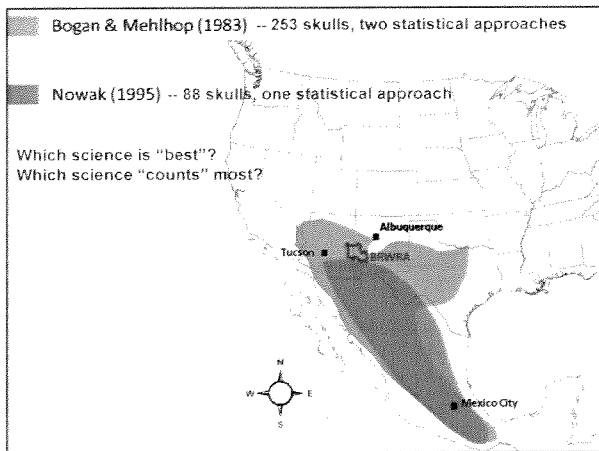 Bogan & Mehlhop (1983) -- 253 skulls, two statistical approaches
Nowak (1995) -- 88 skulls, one statistical approach
Which science is "best"?
Which science "counts" most?
Albuquerque
Tucson
BRWRA
N
W
E
S
Mexico City